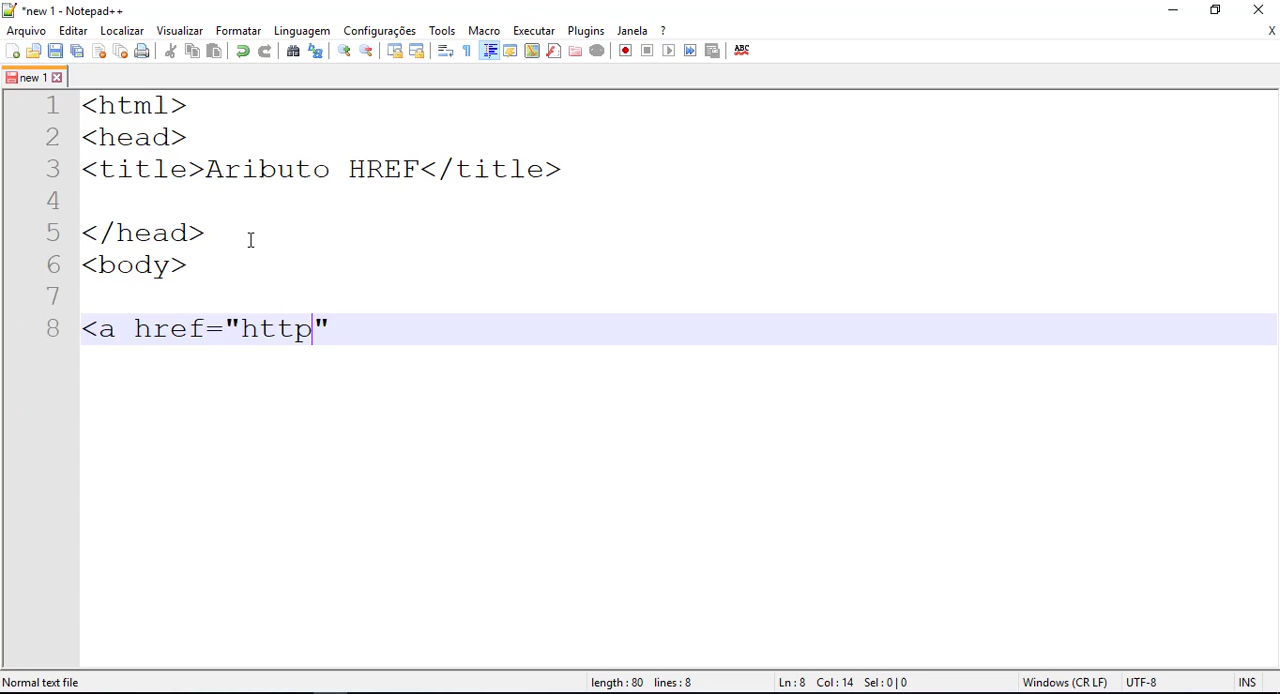 *new 1 - Notepad++
Arquivo Editar Localizar Visualizar Formatar Linguagem Configurações Tools Macro Executar Plugins Janela ? X
ABC
new 1
1 <html>
2 <head>
3 <title>Aributo HREF</title>
4
5 </head>
6 <body>
7
8 <a href="http"
Normal text file length : 80 lines : 8 Ln : 8 Col : 14 Sel : 0 | 0 Windows (CR LF) UTF-8 INS